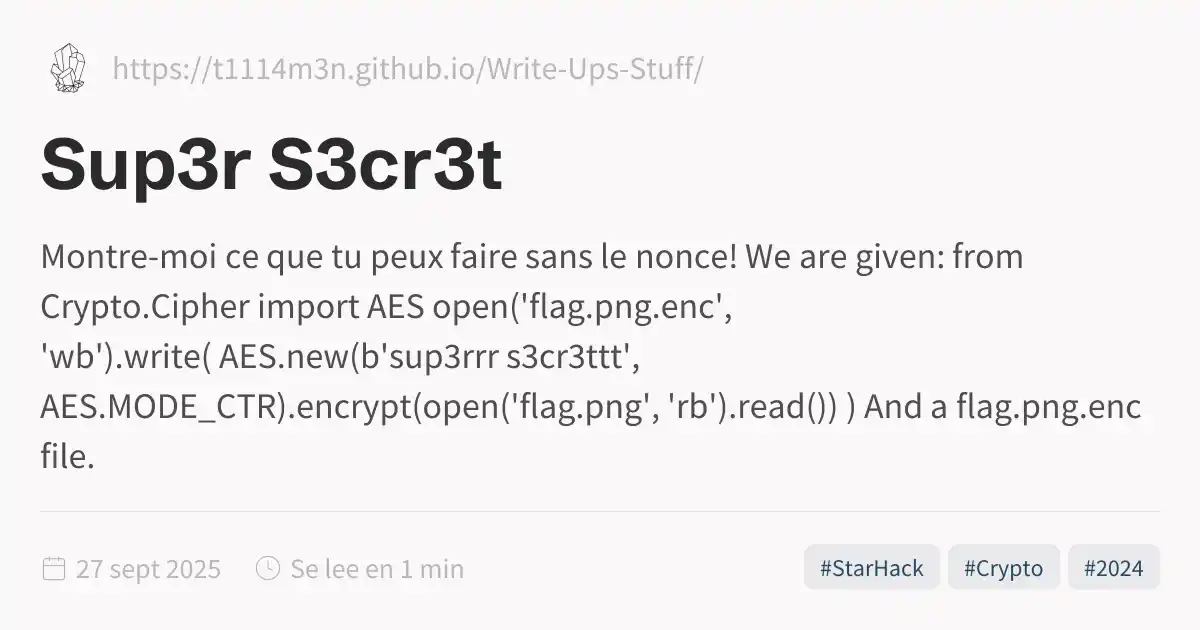 https://t1114m3n.github.io/Write-Ups-Stuff/
Sup3r S3cr3t
Montre-moi ce que tu peux faire sans le nonce! We are given: from
Crypto.Cipher import AES open('flag.png.enc',
'wb').write( AES.new(b'sup3rrr s3cr3ttt',
AES.MODE_CTR).encrypt(open('flag.png', 'rb').read()) ) And a flag.png.enc
file.
27 sept 2025
Se lee en 1 min
#StarHack
#Crypto
#2024